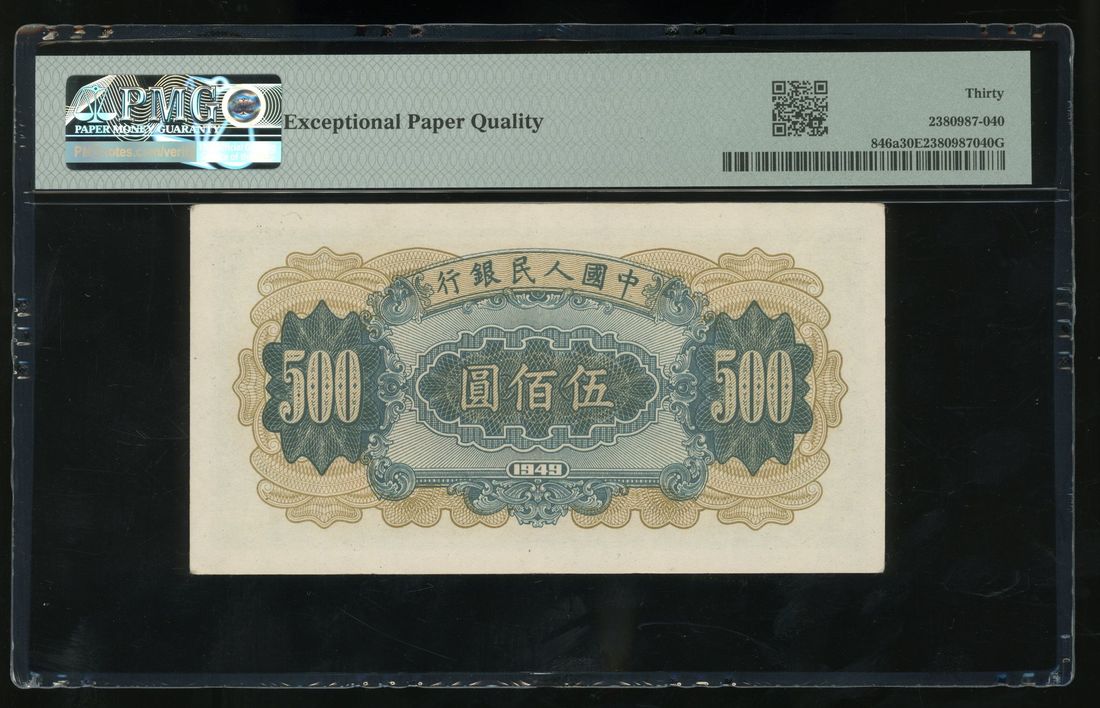 PMG
PAPER MONEY GUARANTY
Exceptional Paper Quality
Thirty
2380987-040
846a30E2380987040G
行銀民人國中
500
圓佰伍
500
1949